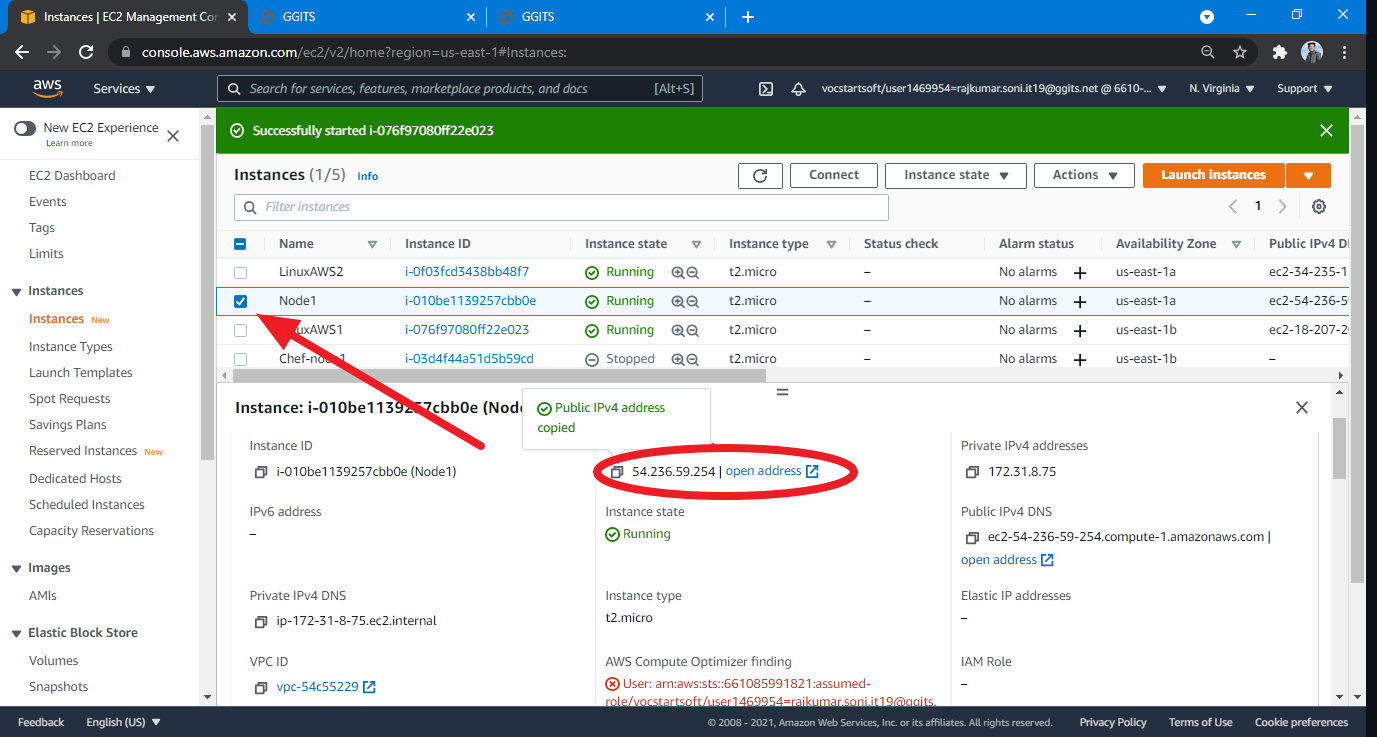 Instances | EC2 Management Con
GGITS
GGITS
console.aws.amazon.com/ec2/v2/home?region=us-east-1#Instances:
aws
Services
Search for services, features, marketplace products, and docs [Alt+S]
vocstartsoft/user1469954=rajkumar.soni.it19@ggits.net @ 6610-...
N. Virginia
Support
New EC2 Experience
Learn more
EC2 Dashboard
Events
Tags
Limits
Instances
Instances New
Instance Types
Launch Templates
Spot Requests
Savings Plans
Reserved Instances New
Dedicated Hosts
Scheduled Instances
Capacity Reservations
Images
AMIs
Elastic Block Store
Volumes
Snapshots
Successfully started i-076f97080ff22e023
Instances (1/5) Info
Connect
Instance state
Actions
Launch instances
Filter instances
1
Name Instance ID Instance state Instance type Status check Alarm status Availability Zone Public IPv4 D
LinuxAWS2 i-0f03fcd3438bb48f7 Running t2.micro – No alarms + us-east-1a ec2-34-235-1
Node1 i-010be1139257cbb0e Running t2.micro – No alarms + us-east-1a ec2-54-236-5
uxAWS1 i-076f97080ff22e023 Running t2.micro – No alarms + us-east-1b ec2-18-207-2
Chef-node1 i-03d4f44a51d5b59cd Stopped t2.micro – No alarms + us-east-1b –
Instance: i-010be1139257cbb0e (Nod
Public IPv4 address
copied
Instance ID
i-010be1139257cbb0e (Node1)
54.236.59.254 | open address
Private IPv4 addresses
172.31.8.75
IPv6 address
–
Instance state
Running
Public IPv4 DNS
ec2-54-236-59-254.compute-1.amazonaws.com |
open address
Private IPv4 DNS
ip-172-31-8-75.ec2.internal
Instance type
t2.micro
Elastic IP addresses
–
VPC ID
vpc-54c55229
AWS Compute Optimizer finding
User: arn:aws:sts::661085991821:assumed-
role/vocstartsoft/user1469954=rajkumar.soni.it19@ggits.
IAM Role
–
Feedback
English (US)
© 2008 - 2021, Amazon Web Services, Inc. or its affiliates. All rights reserved.
Privacy Policy
Terms of Use
Cookie preferences